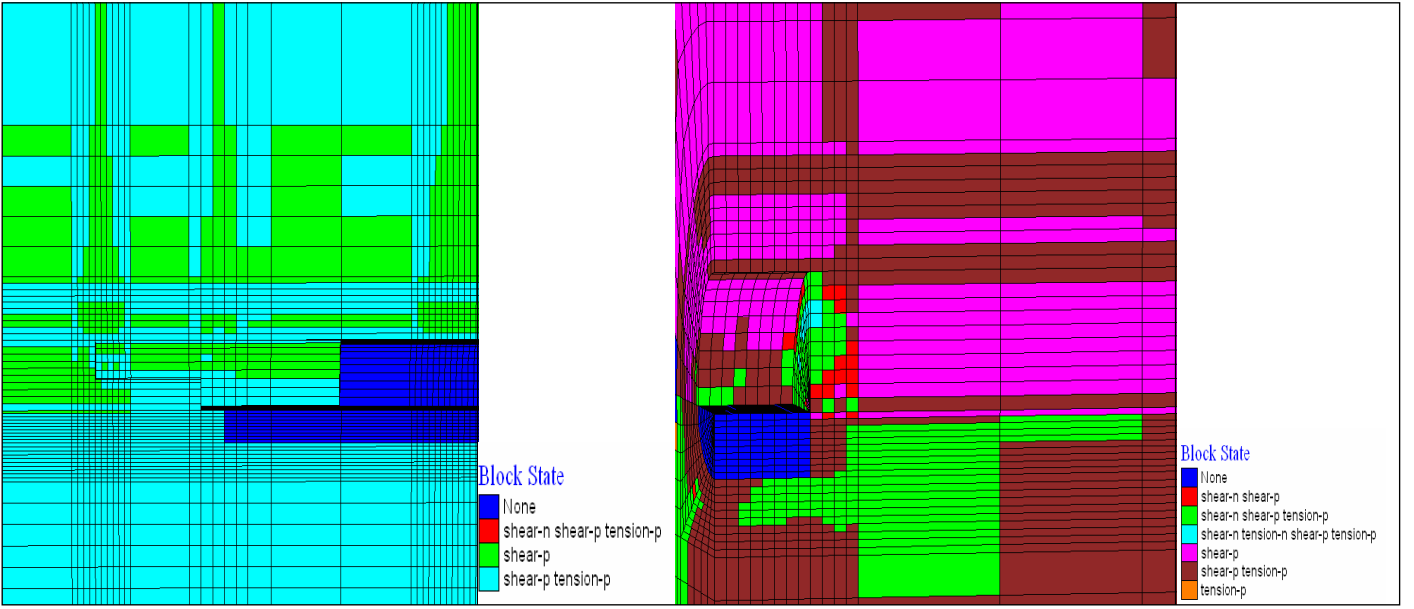 Block State
None
shear-n shear-p tension-p
shear-p
shear-p tension-p
Block State
None
shear-n shear-p
shear-n shear-p tension-p
shear-n tension-n shear-p tension-p
shear-p
shear-p tension-p
tension-p